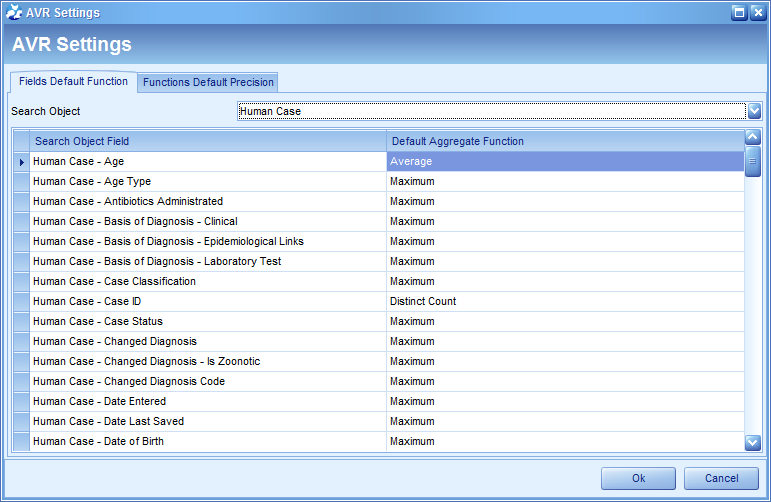 AVR Settings
AVR Settings
Fields Default Function Functions Default Precision
Search Object Human Case
Search Object Field Default Aggregate Function
Human Case - Age Average
Human Case - Age Type Maximum
Human Case - Antibiotics Administrated Maximum
Human Case - Basis of Diagnosis - Clinical Maximum
Human Case - Basis of Diagnosis - Epidemiological Links Maximum
Human Case - Basis of Diagnosis - Laboratory Test Maximum
Human Case - Case Classification Maximum
Human Case - Case ID Distinct Count
Human Case - Case Status Maximum
Human Case - Changed Diagnosis Maximum
Human Case - Changed Diagnosis - Is Zoonotic Maximum
Human Case - Changed Diagnosis Code Maximum
Human Case - Date Entered Maximum
Human Case - Date Last Saved Maximum
Human Case - Date of Birth Maximum
Ok Cancel